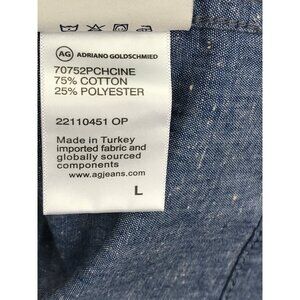 AG ADRIANO GOLDSCHMIED
70752PCHCINE
75% COTTON
25% POLYESTER
22110451 OP
Made in Turkey
imported fabric and
globally sourced
components
www.agjeans.com
L